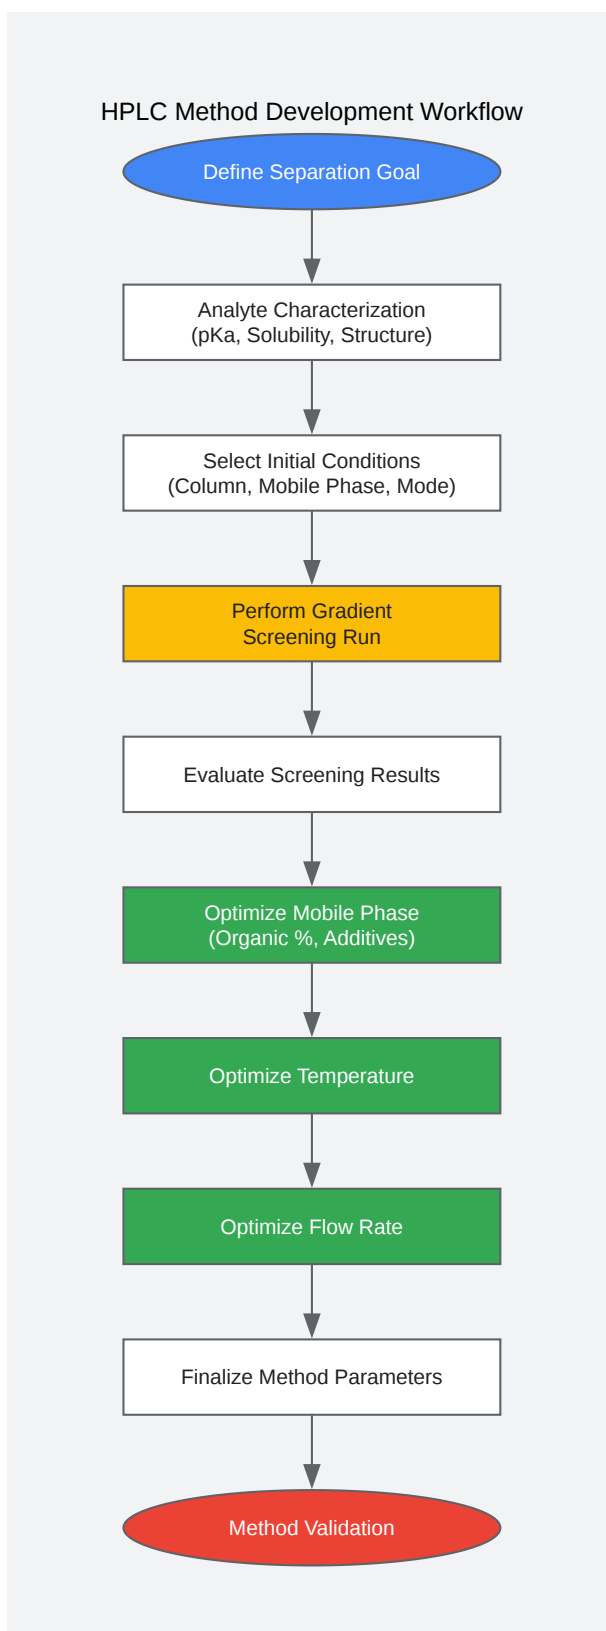 HPLC Method Development Workflow
Define Separation Goal
Analyte Characterization
(pKa, Solubility, Structure)
Select Initial Conditions
(Column, Mobile Phase, Mode)
Perform Gradient
Screening Run
Evaluate Screening Results
Optimize Mobile Phase
(Organic %, Additives)
Optimize Temperature
Optimize Flow Rate
Finalize Method Parameters
Method Validation